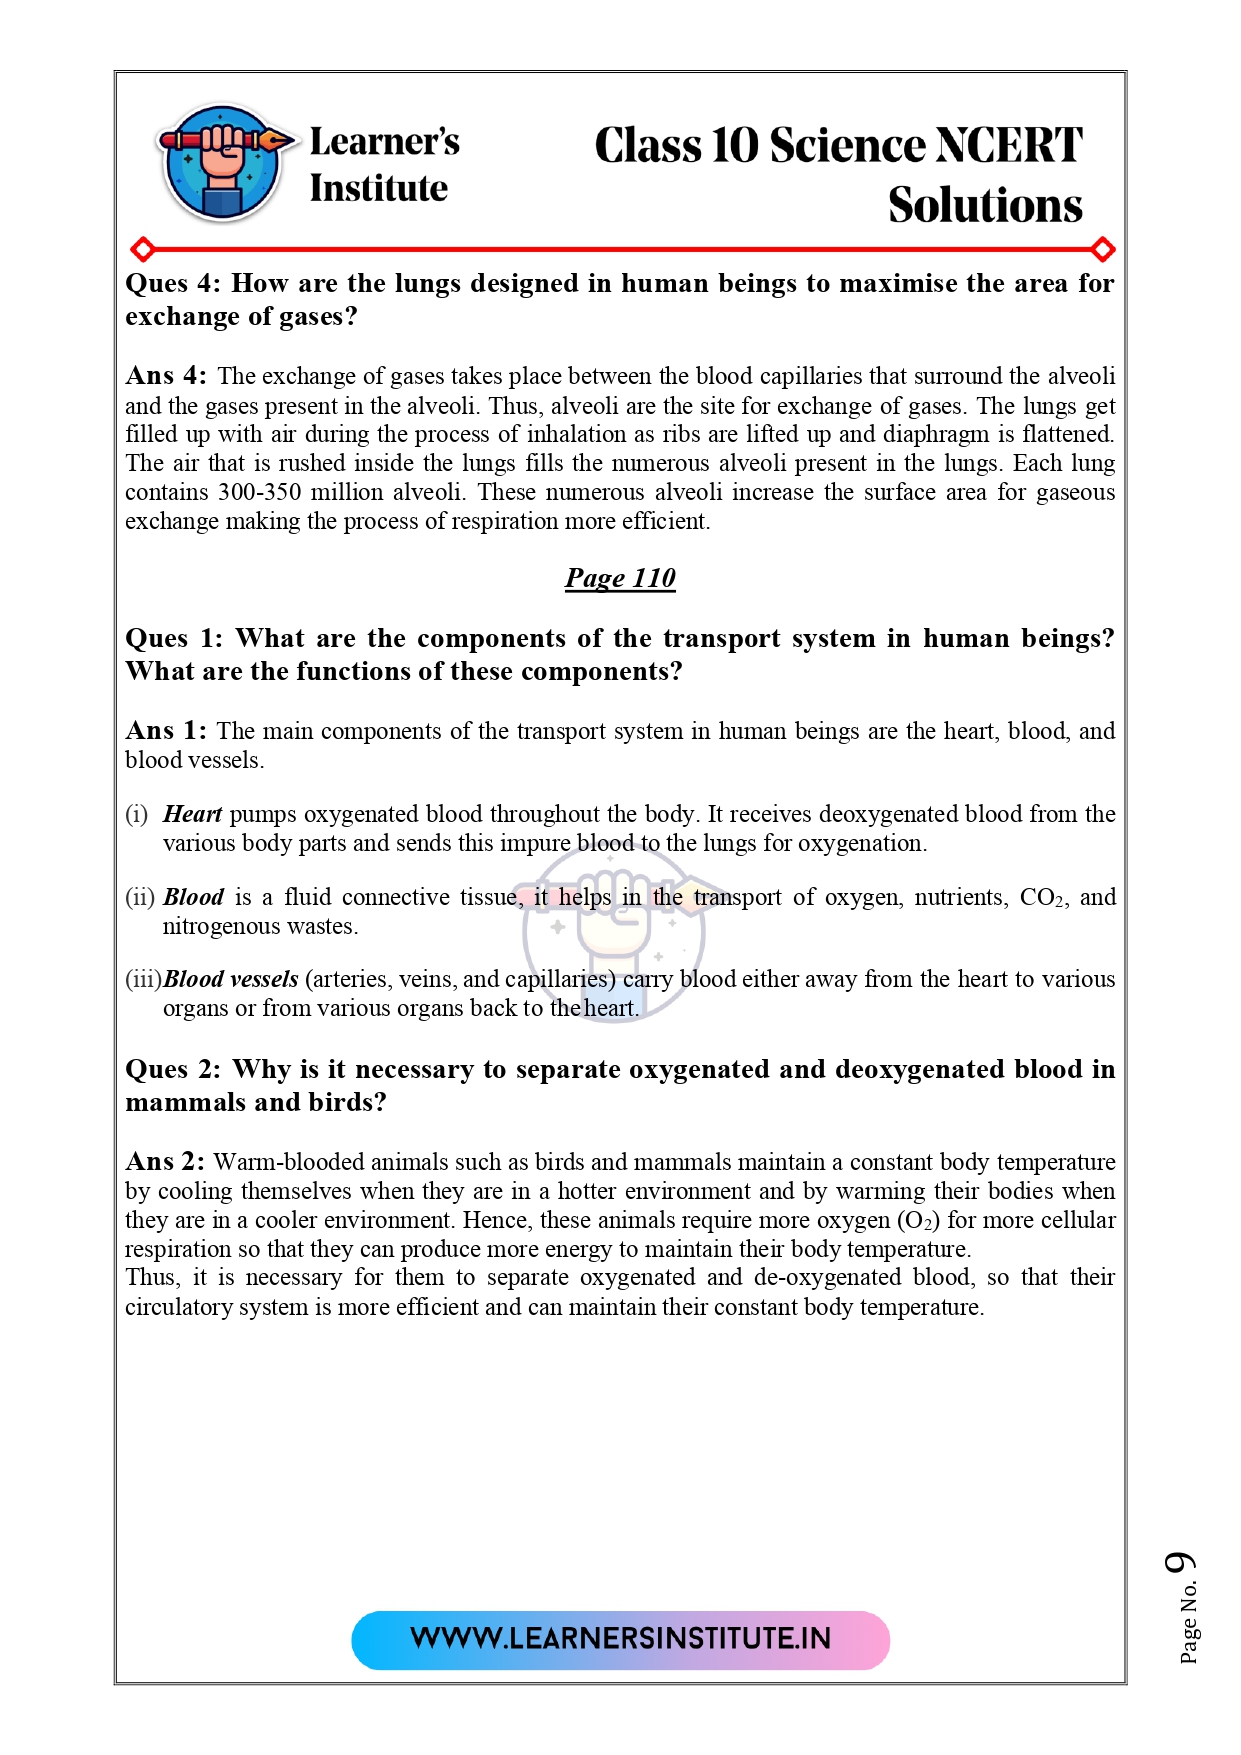 Learner's
Institute
Class 10 Science NCERT
Solutions
Ques 4: How are the lungs designed in human beings to maximise the area for
exchange of gases?
Ans 4: The exchange of gases takes place between the blood capillaries that surround the alveoli
and the gases present in the alveoli. Thus, alveoli are the site for exchange of gases. The lungs get
filled up with air during the process of inhalation as ribs are lifted up and diaphragm is flattened.
The air that is rushed inside the lungs fills the numerous alveoli present in the lungs. Each lung
contains 300-350 million alveoli. These numerous alveoli increase the surface area for gaseous
exchange making the process of respiration more efficient.
Page 110
Ques 1: What are the components of the transport system in human beings?
What are the functions of these components?
Ans 1: The main components of the transport system in human beings are the heart, blood, and
blood vessels.
(i) Heart pumps oxygenated blood throughout the body. It receives deoxygenated blood from the
various body parts and sends this impure blood to the lungs for oxygenation.
(ii) Blood is a fluid connective tissue, it helps in the transport of oxygen, nutrients, CO₂, and
nitrogenous wastes.
(iii)Blood vessels (arteries, veins, and capillaries) carry blood either away from the heart to various
organs or from various organs back to the heart.
Ques 2: Why is it necessary to separate oxygenated and deoxygenated blood in
mammals and birds?
Ans 2: Warm-blooded animals such as birds and mammals maintain a constant body temperature
by cooling themselves when they are in a hotter environment and by warming their bodies when
they are in a cooler environment. Hence, these animals require more oxygen (O₂) for more cellular
respiration so that they can produce more energy to maintain their body temperature.
Thus, it is necessary for them to separate oxygenated and de-oxygenated blood, so that their
circulatory system is more efficient and can maintain their constant body temperature.
WWW.LEARNERSINSTITUTE.IN
Page No. 9